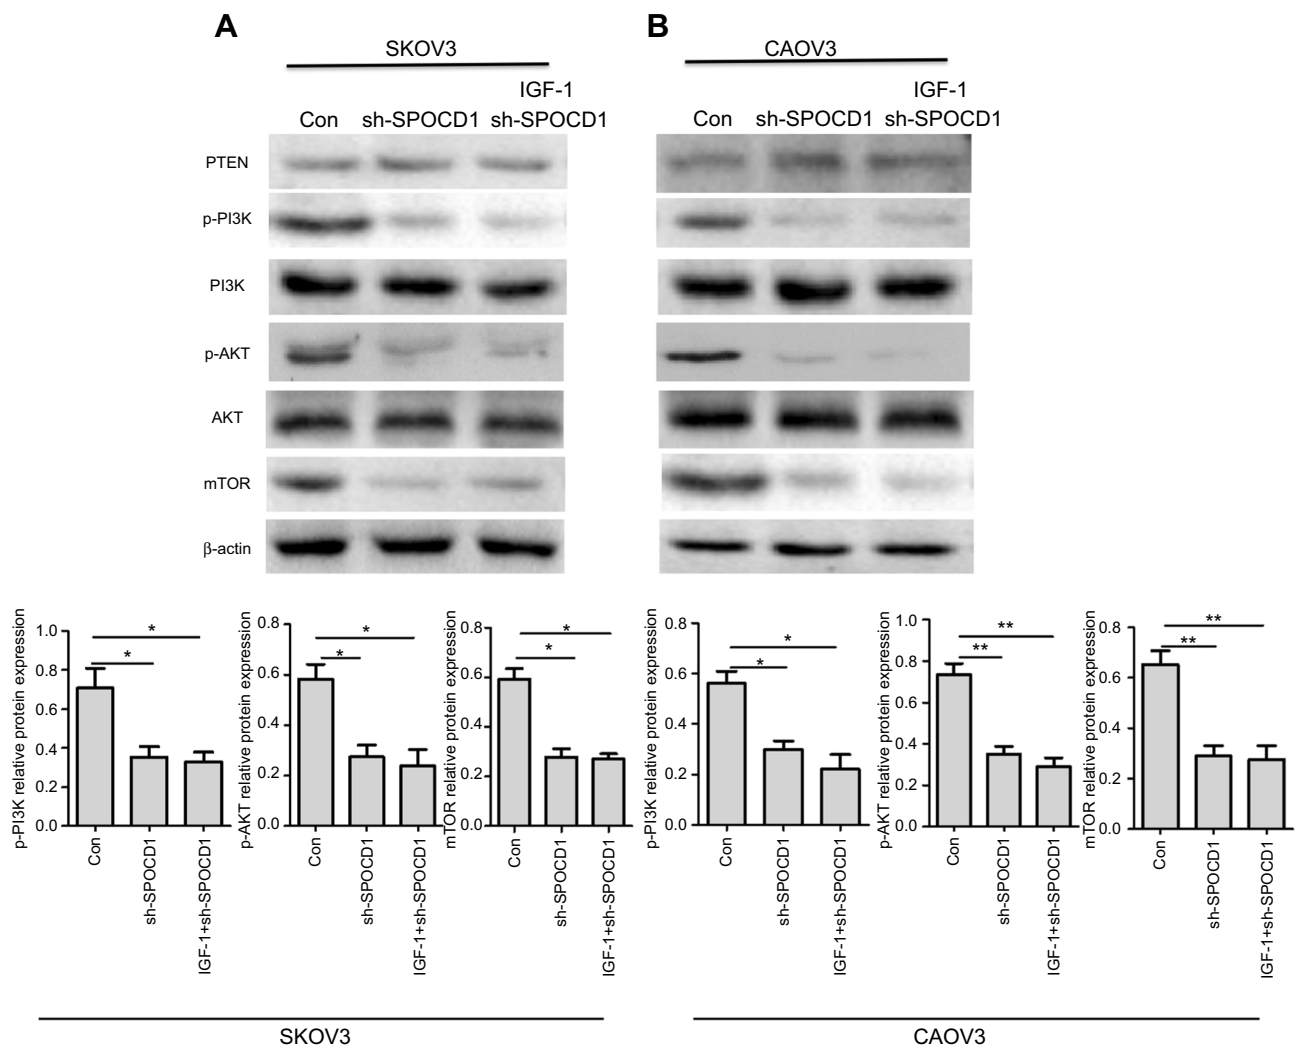 A
B
SKOV3
CAOV3
IGF-1
IGF-1
Con
sh-SPOCD1
sh-SPOCD1
Con
sh-SPOCD1
sh-SPOCD1
PTEN
p-PI3K
PI3K
p-AKT
AKT
mTOR
β-actin
p-PI3K relative protein expression
1.0
0.8
0.6
0.4
0.2
0.0
*
*
Con
sh-SPOCD1
IGF-1+sh-SPOCD1
p-AKT relative protein expression
0.8
0.6
0.4
0.2
0.0
*
*
Con
sh-SPOCD1
IGF-1+sh-SPOCD1
mTOR relative protein expression
0.8
0.6
0.4
0.2
0.0
*
*
Con
sh-SPOCD1
IGF-1+sh-SPOCD1
p-PI3K relative protein expression
0.8
0.6
0.4
0.2
0.0
*
*
Con
sh-SPOCD1
IGF-1+sh-SPOCD1
p-AKT relative protein expression
1.0
0.8
0.6
0.4
0.2
0.0
**
**
Con
sh-SPOCD1
IGF-1+sh-SPOCD1
mTOR relative protein expression
0.8
0.6
0.4
0.2
0.0
**
**
Con
sh-SPOCD1
IGF-1+sh-SPOCD1
SKOV3
CAOV3